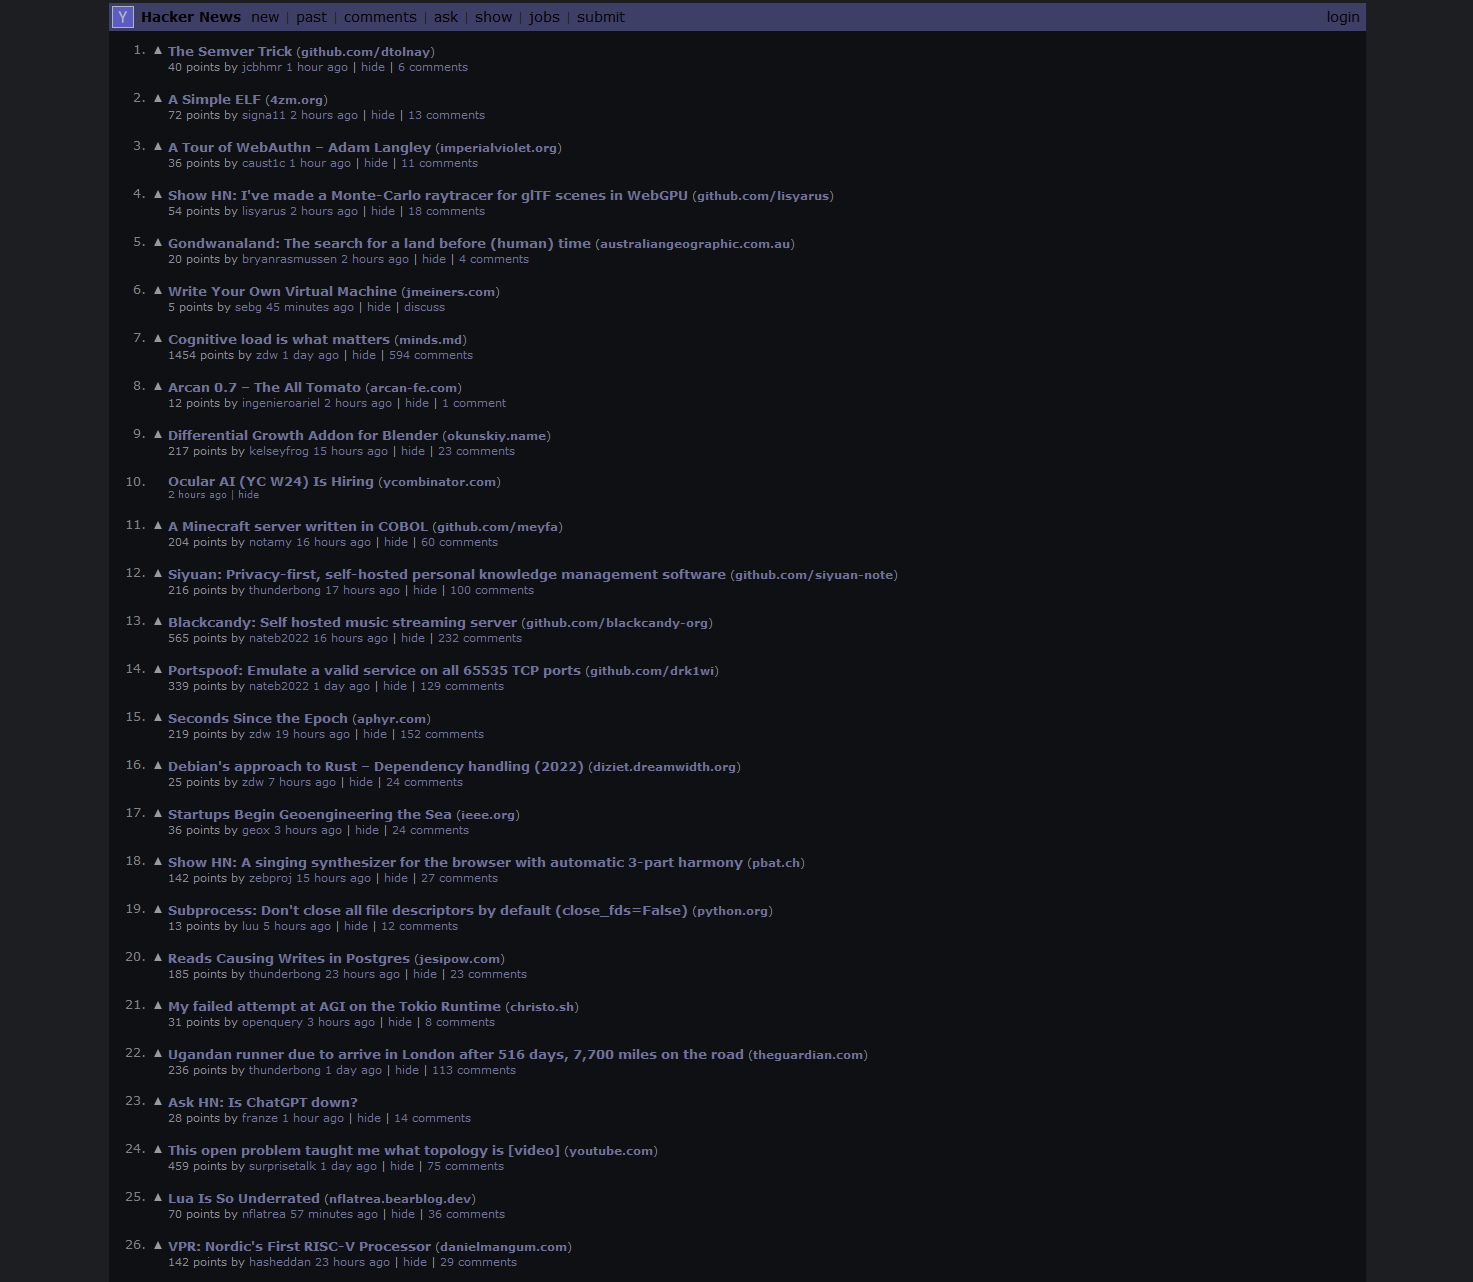 Y Hacker News new | past | comments | ask | show | jobs | submit login
1. ▲ The Semver Trick (github.com/dtolnay)
40 points by jcbhmr 1 hour ago | hide | 6 comments
2. ▲ A Simple ELF (4zm.org)
72 points by signa11 2 hours ago | hide | 13 comments
3. ▲ A Tour of WebAuthn – Adam Langley (imperialviolet.org)
36 points by caust1c 1 hour ago | hide | 11 comments
4. ▲ Show HN: I've made a Monte-Carlo raytracer for glTF scenes in WebGPU (github.com/lisyarus)
54 points by lisyarus 2 hours ago | hide | 18 comments
5. ▲ Gondwanaland: The search for a land before (human) time (australiangeographic.com.au)
20 points by bryanrasmussen 2 hours ago | hide | 4 comments
6. ▲ Write Your Own Virtual Machine (jmeiners.com)
5 points by sebg 45 minutes ago | hide | discuss
7. ▲ Cognitive load is what matters (minds.md)
1454 points by zdw 1 day ago | hide | 594 comments
8. ▲ Arcan 0.7 – The All Tomato (arcan-fe.com)
12 points by ingenieroariel 2 hours ago | hide | 1 comment
9. ▲ Differential Growth Addon for Blender (okunskiy.name)
217 points by kelseyfrog 15 hours ago | hide | 23 comments
10. Ocular AI (YC W24) Is Hiring (ycombinator.com)
2 hours ago | hide
11. ▲ A Minecraft server written in COBOL (github.com/meyfa)
204 points by notamy 16 hours ago | hide | 60 comments
12. ▲ Siyuan: Privacy-first, self-hosted personal knowledge management software (github.com/siyuan-note)
216 points by thunderbong 17 hours ago | hide | 100 comments
13. ▲ Blackcandy: Self hosted music streaming server (github.com/blackcandy-org)
565 points by nateb2022 16 hours ago | hide | 232 comments
14. ▲ Portspoof: Emulate a valid service on all 65535 TCP ports (github.com/drk1wi)
339 points by nateb2022 1 day ago | hide | 129 comments
15. ▲ Seconds Since the Epoch (aphyr.com)
219 points by zdw 19 hours ago | hide | 152 comments
16. ▲ Debian's approach to Rust – Dependency handling (2022) (diziet.dreamwidth.org)
25 points by zdw 7 hours ago | hide | 24 comments
17. ▲ Startups Begin Geoengineering the Sea (ieee.org)
36 points by geox 3 hours ago | hide | 24 comments
18. ▲ Show HN: A singing synthesizer for the browser with automatic 3-part harmony (pbat.ch)
142 points by zebproj 15 hours ago | hide | 27 comments
19. ▲ Subprocess: Don't close all file descriptors by default (close_fds=False) (python.org)
13 points by luu 5 hours ago | hide | 12 comments
20. ▲ Reads Causing Writes in Postgres (jesipow.com)
185 points by thunderbong 23 hours ago | hide | 23 comments
21. ▲ My failed attempt at AGI on the Tokio Runtime (christo.sh)
31 points by openquery 3 hours ago | hide | 8 comments
22. ▲ Ugandan runner due to arrive in London after 516 days, 7,700 miles on the road (theguardian.com)
236 points by thunderbong 1 day ago | hide | 113 comments
23. ▲ Ask HN: Is ChatGPT down?
28 points by franze 1 hour ago | hide | 14 comments
24. ▲ This open problem taught me what topology is [video] (youtube.com)
459 points by surprisetalk 1 day ago | hide | 75 comments
25. ▲ Lua Is So Underrated (nflatrea.bearblog.dev)
70 points by nflatrea 57 minutes ago | hide | 36 comments
26. ▲ VPR: Nordic's First RISC-V Processor (danielmangum.com)
142 points by hasheddan 23 hours ago | hide | 29 comments